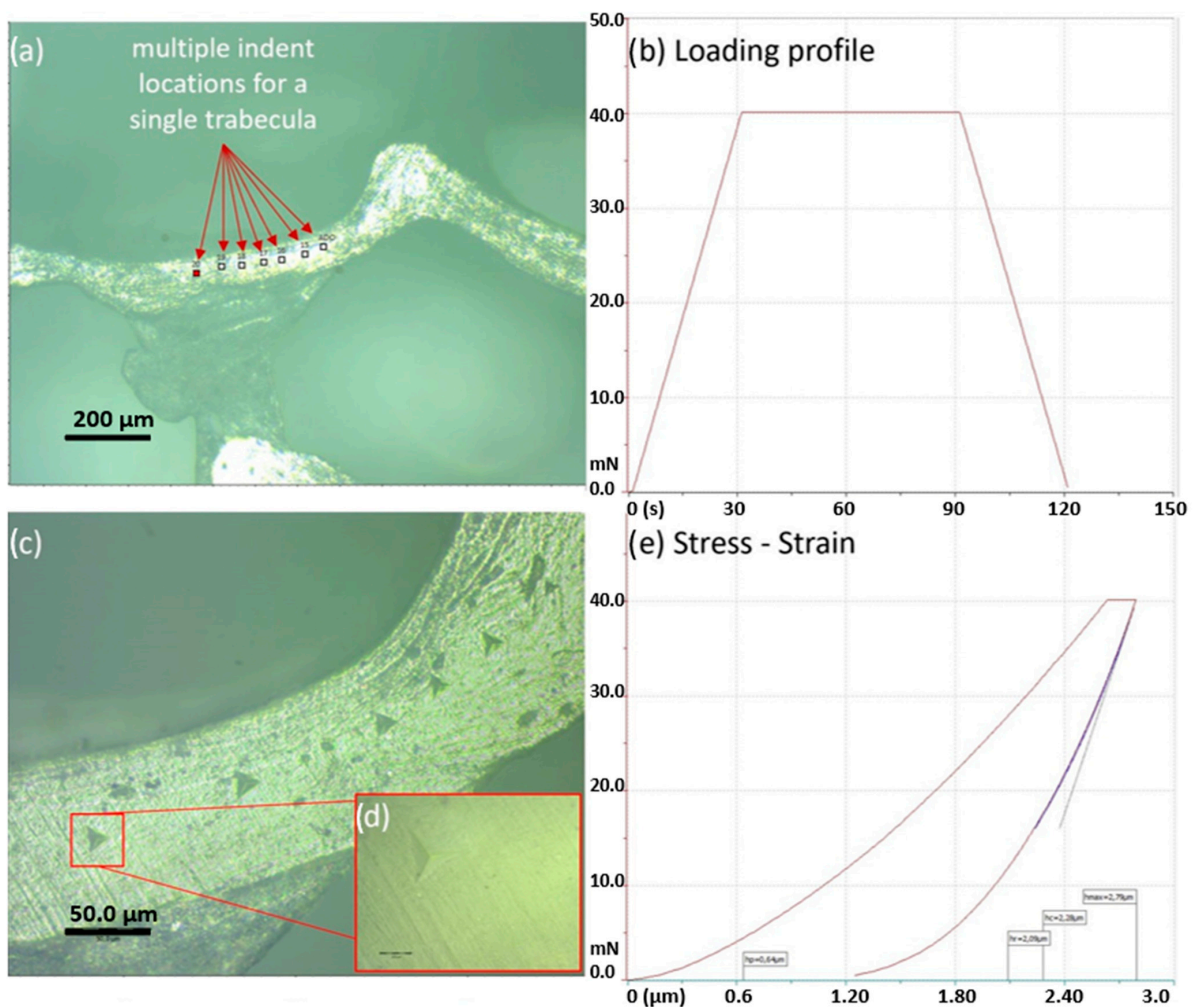 (a)
multiple indent
locations for a
single trabecula
ADD
15
17
200 µm
(b) Loading profile
50.0
40.0
30.0
20.0
10.0
mN
0.0
0 (s) 30 60 90 120 150
(c)
(d)
50.0 µm
(e) Stress - Strain
40.0
30.0
20.0
10.0
mN
0.0
hmax=2,79µm
hc=2,28µm
hr=2,09µm
hp=0,64µm
0 (µm) 0.6 1.20 1.80 2.40 3.0